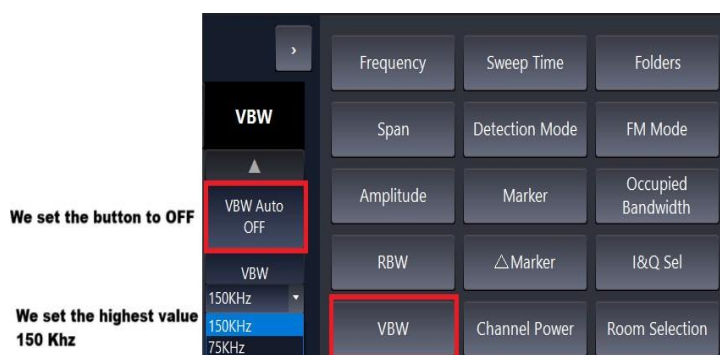 ›
Frequency
Sweep Time
Folders
VBW
Span
Detection Mode
FM Mode
We set the button to OFF
VBW Auto
OFF
Amplitude
Marker
Occupied
Bandwidth
VBW
RBW
△Marker
I&Q Sel
We set the highest value
150 Khz
150KHz
150KHz
75KHz
VBW
Channel Power
Room Selection